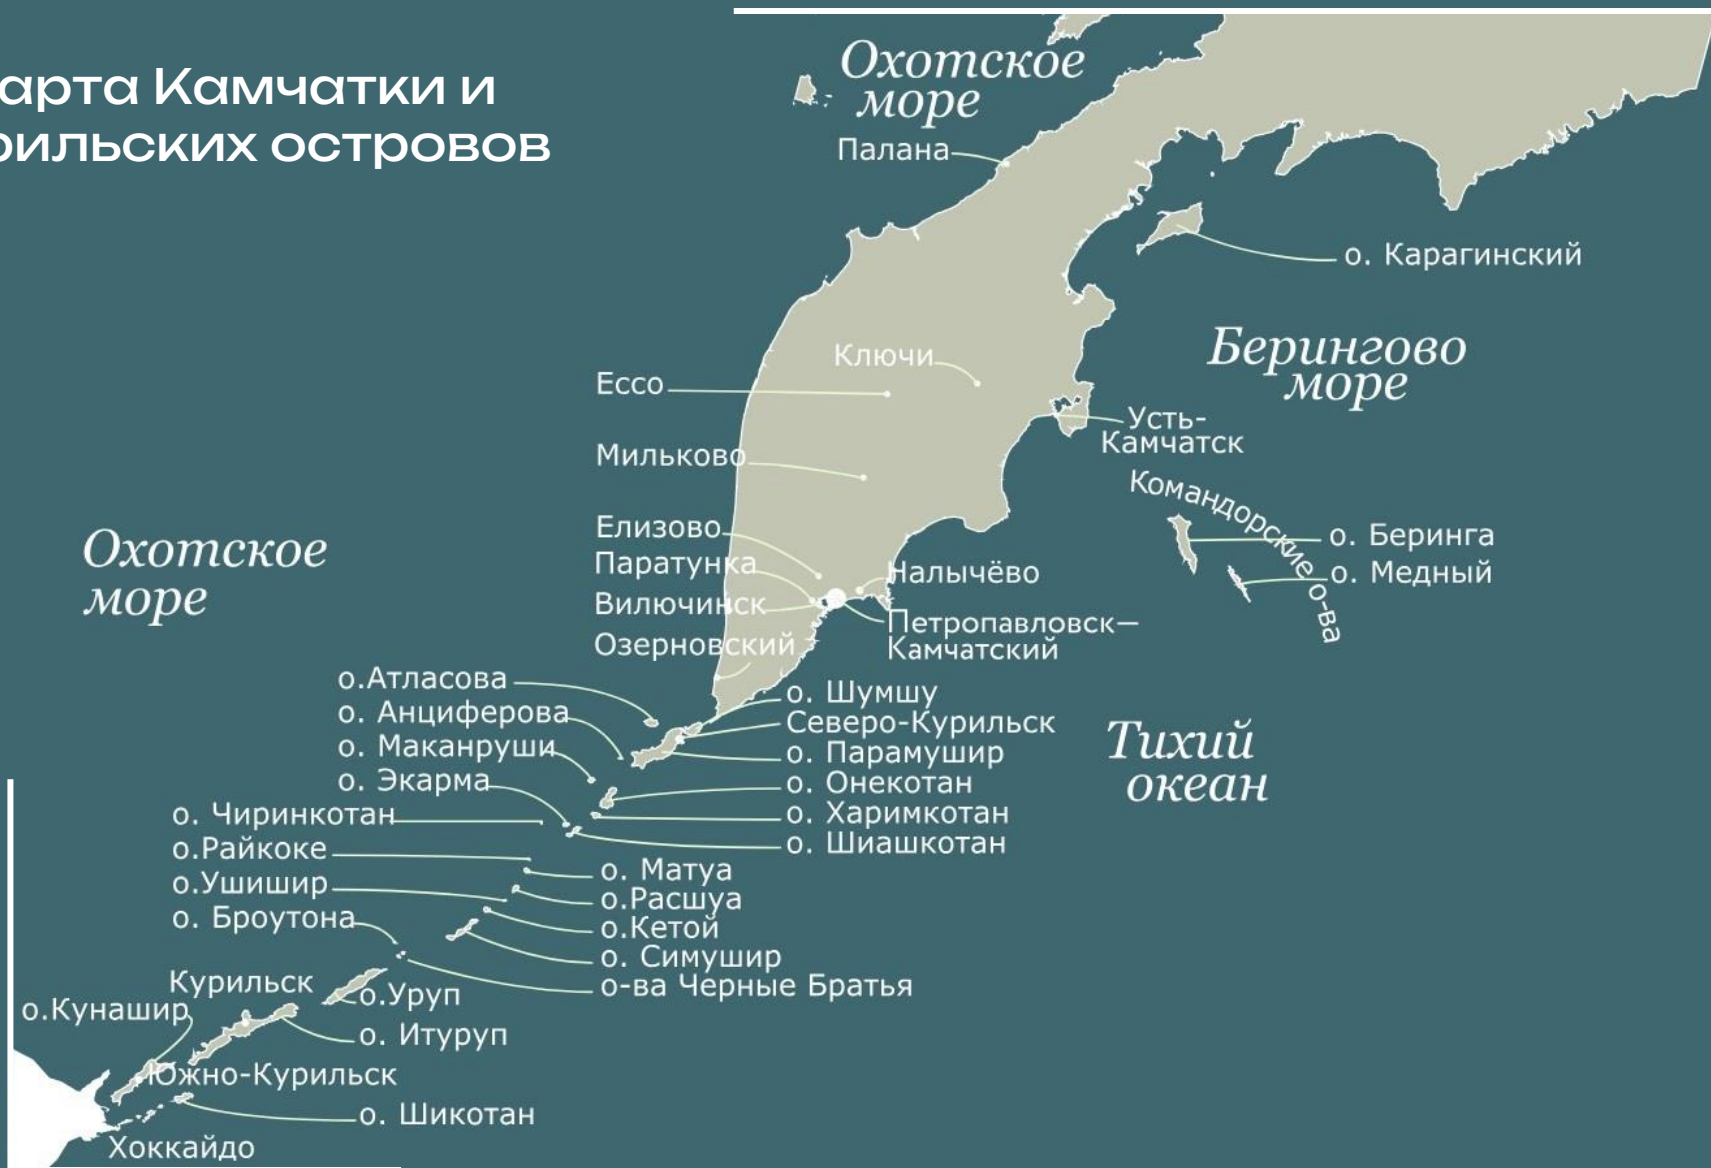 арта Камчатки и
рильских островов
Охотское
море
Палана
о. Карагинский
Берингово
море
Ключи
Ессо
Усть-
Камчатск
Мильково
Командорские о-ва
о. Беринга
о. Медный
Елизово
Паратунка
Вилючинск
Озерновский
Налычёво
Петропавловск—
Камчатский
Охотское
море
о.Атласова
о. Анциферова
о. Маканруши
о. Экарма
о. Чиринкотан
о.Райкоке
о.Ушишир
о. Броутона
о. Шумшу
Северо-Курильск
о. Парамушир
о. Онекотан
о. Харимкотан
о. Шиашкотан
Тихий
океан
о. Матуа
о.Расшуа
о.Кетой
о. Симушир
о-ва Черные Братья
Курильск
о.Кунашир
о.Уруп
о. Итуруп
Южно-Курильск
о. Шикотан
Хоккайдо